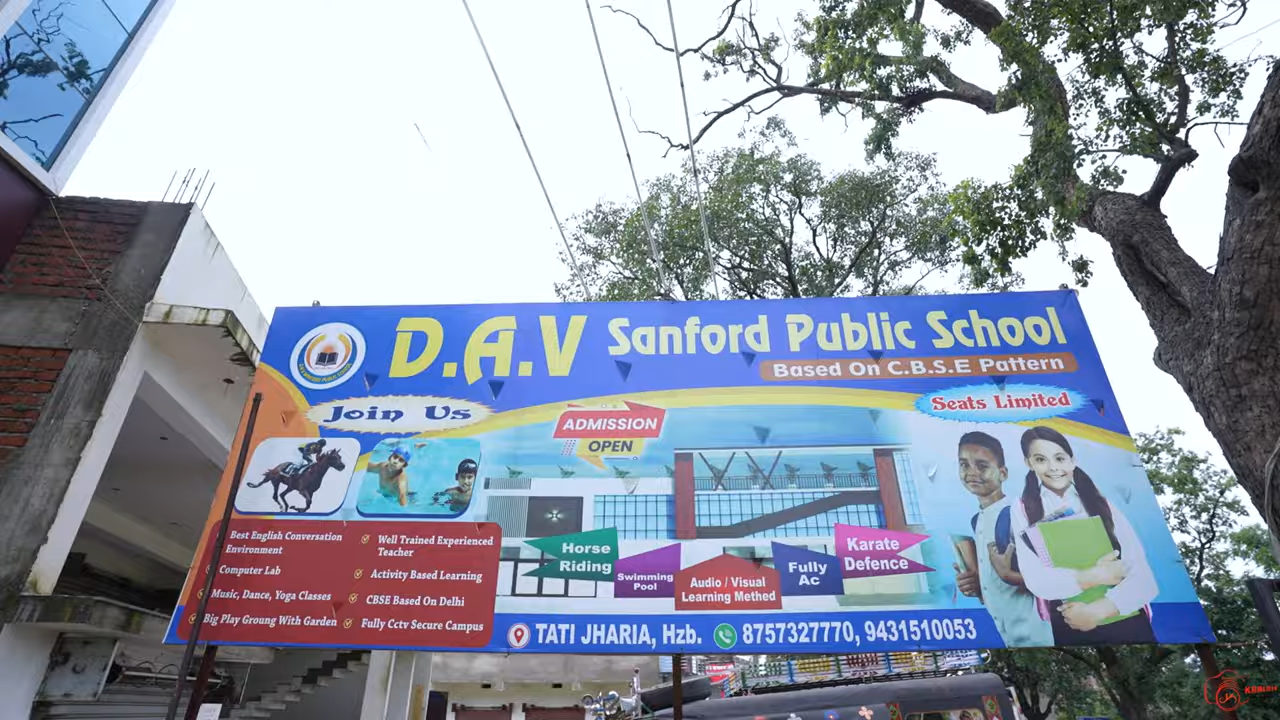 D.A.V Sanford Public School
Based On C.B.S.E Pattern
Join Us
ADMISSION
OPEN
Seats Limited
Best English Conversation
Environment
Computer Lab
Music, Dance, Yoga Classes
Big Play Groung With Garden
Well Trained Experienced
Teacher
Activity Based Learning
CBSE Based On Delhi
Fully Cctv Secure Campus
Horse
Riding
Swimming
Pool
Audio / Visual
Learning Methed
Fully
Ac
Karate
Defence
TATI JHARIA, Hzb. 8757327770, 9431510053